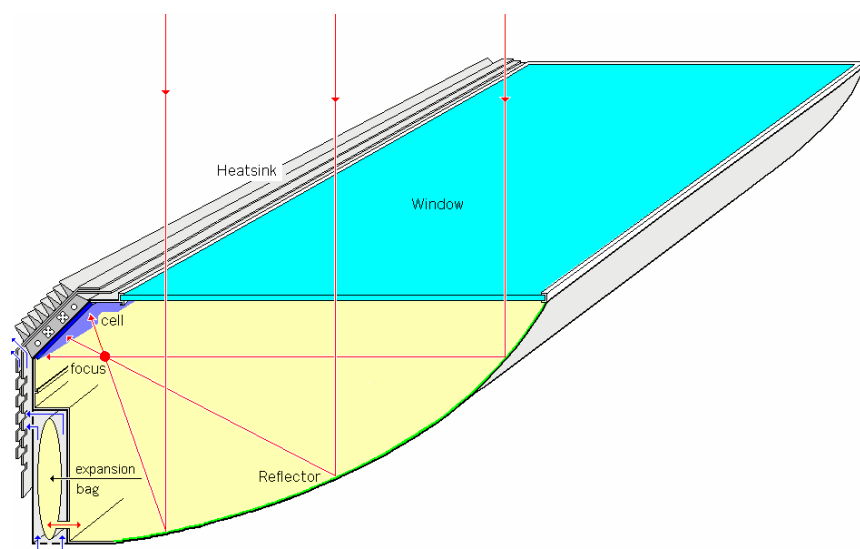 Heatsink
Window
cell
focus
Reflector
expansion
bag